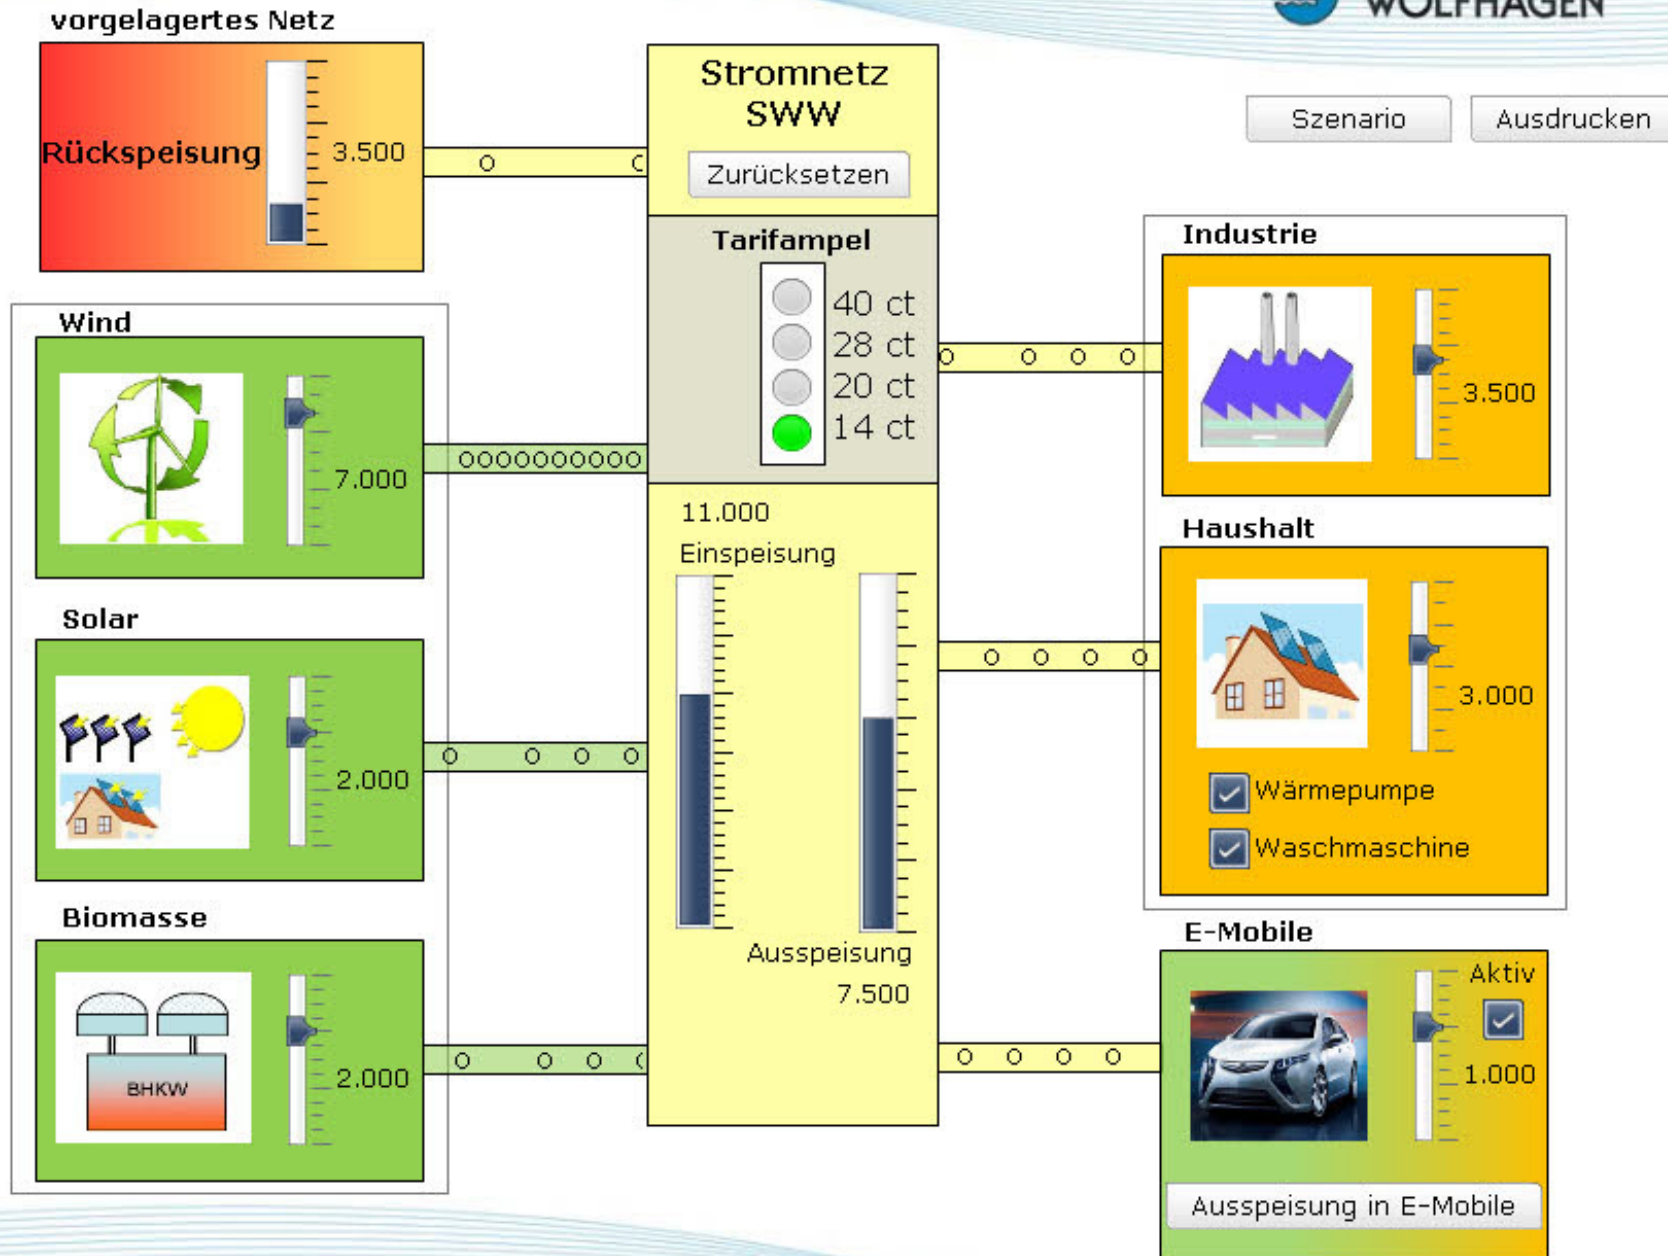 vorgelagertes Netz
Rückspeisung
3.500
Wind
7.000
Solar
2.000
Biomasse
BHKW
2.000
Stromnetz
SWW
Zurücksetzen
Tarifampel
40 ct
28 ct
20 ct
14 ct
11.000
Einspeisung
Ausspeisung
7.500
WOLFHAGEN
Szenario
Ausdrucken
Industrie
3.500
Haushalt
3.000
Wärmepumpe
Waschmaschine
E-Mobile
Aktiv
1.000
Ausspeisung in E-Mobile